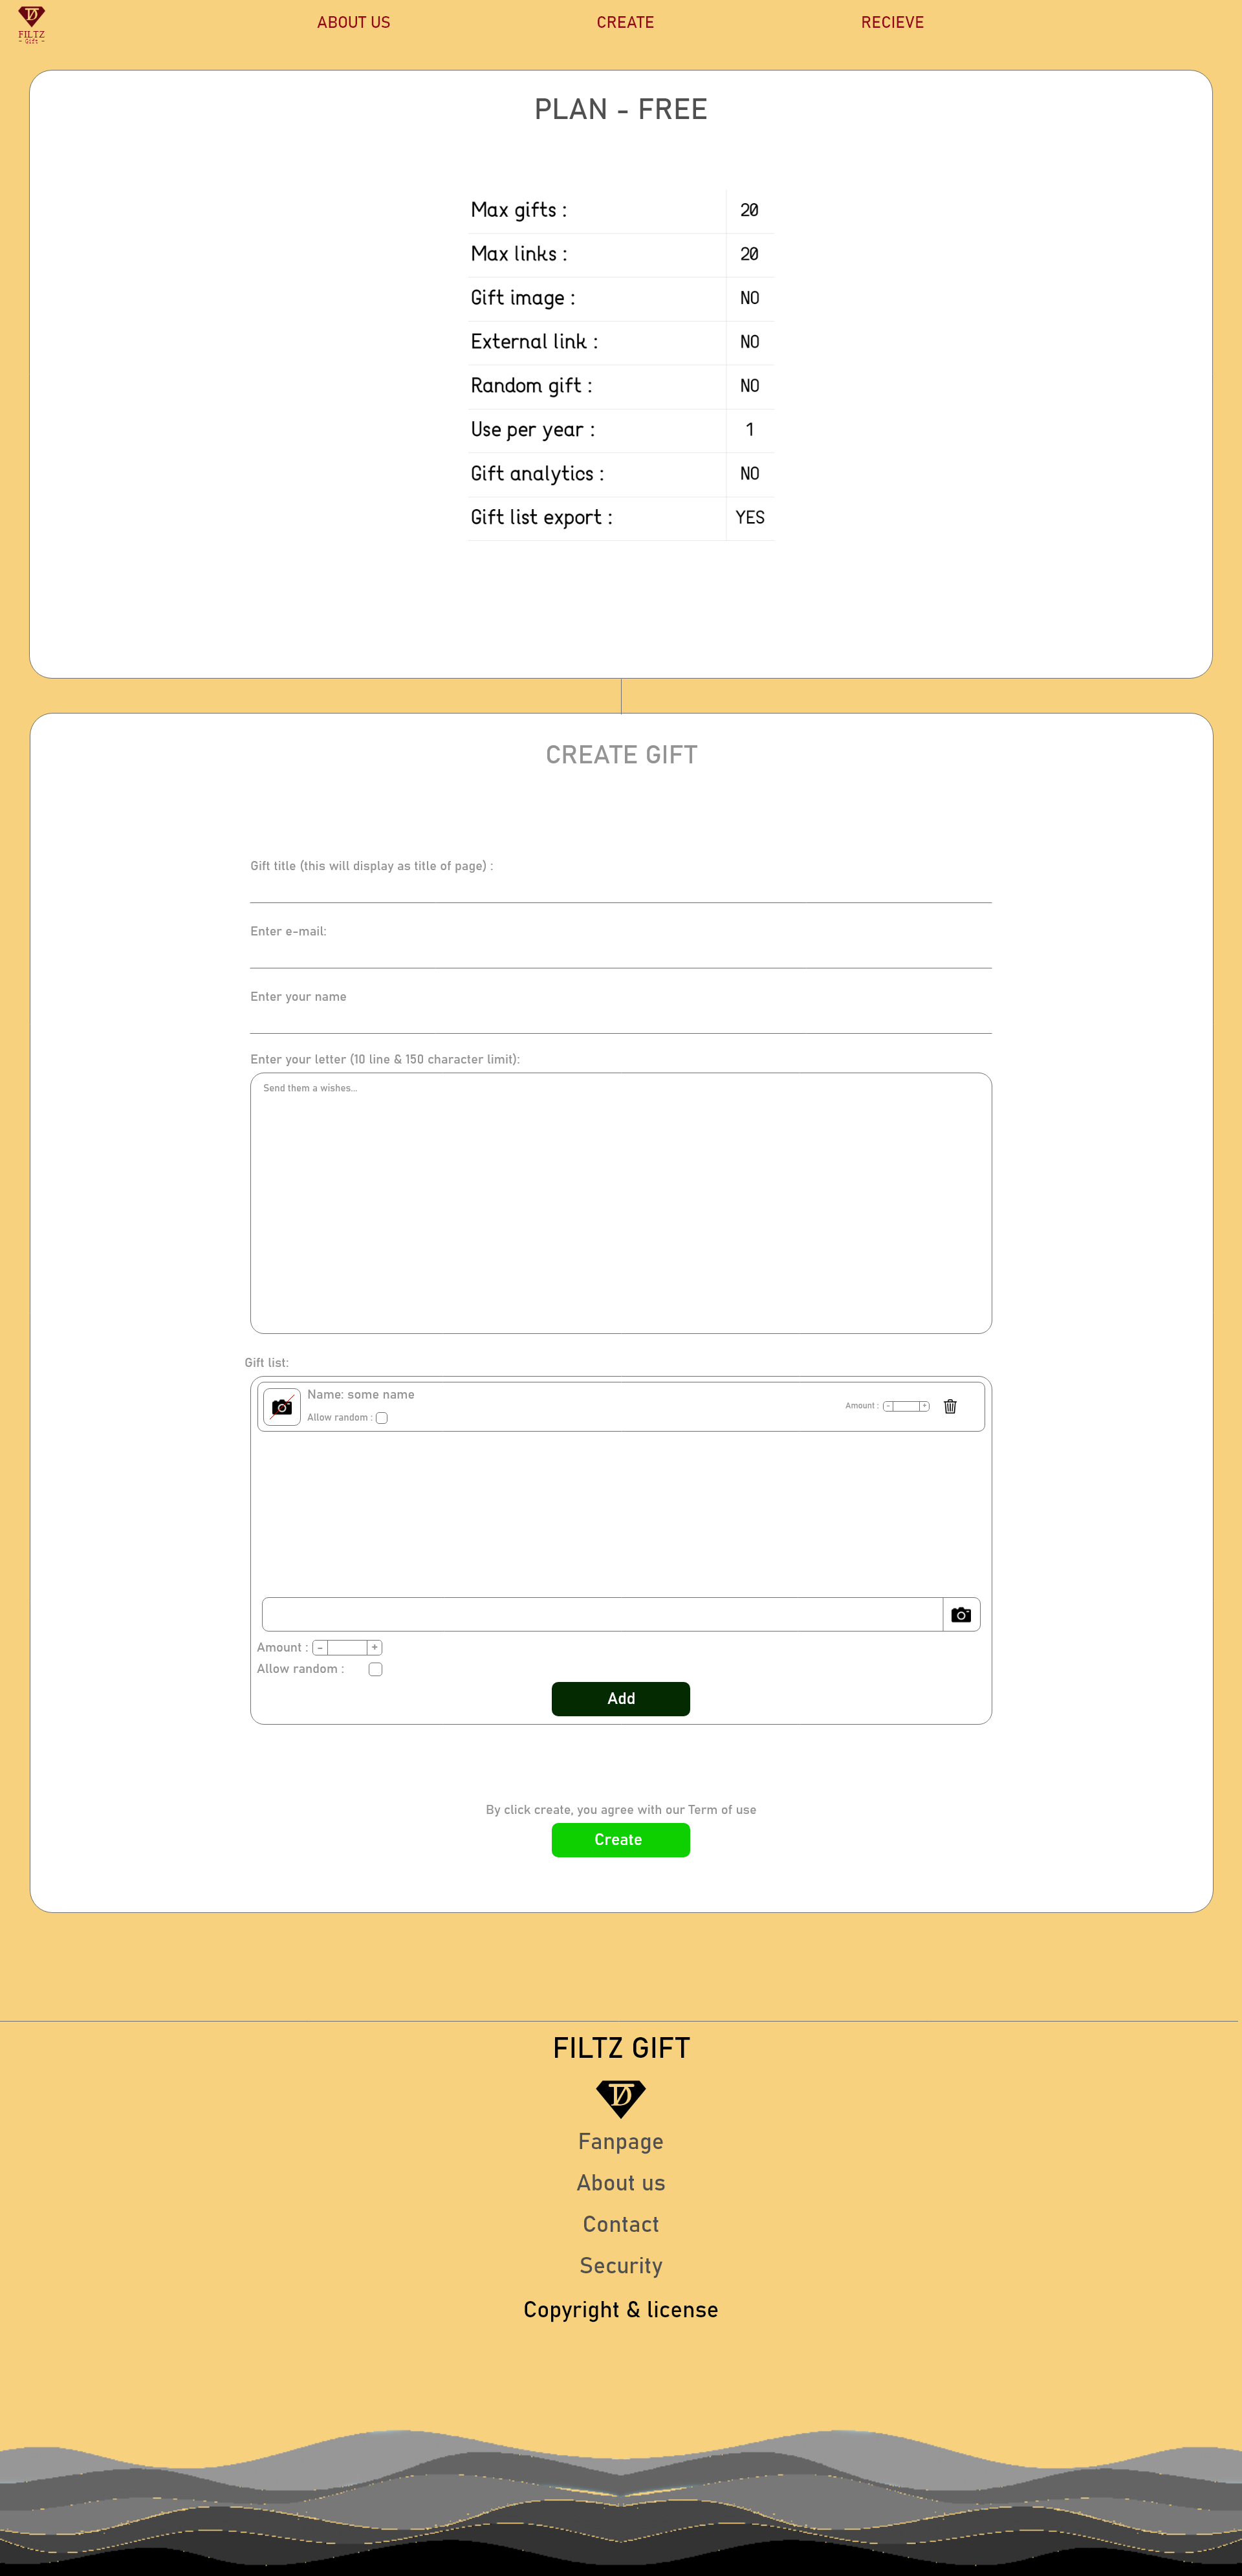 FILTZ
- Gift -
ABOUT US
CREATE
RECIEVE
PLAN - FREE
Max gifts : 20
Max links : 20
Gift image : NO
External link : NO
Random gift : NO
Use per year : 1
Gift analytics : NO
Gift list export : YES
CREATE GIFT
Gift title (this will display as title of page) :
Enter e-mail:
Enter your name
Enter your letter (10 line & 150 character limit):
Send them a wishes...
Gift list:
Name: some name
Allow random :
Amount : - +
Amount : - +
Allow random :
Add
By click create, you agree with our Term of use
Create
FILTZ GIFT
Fanpage
About us
Contact
Security
Copyright & license